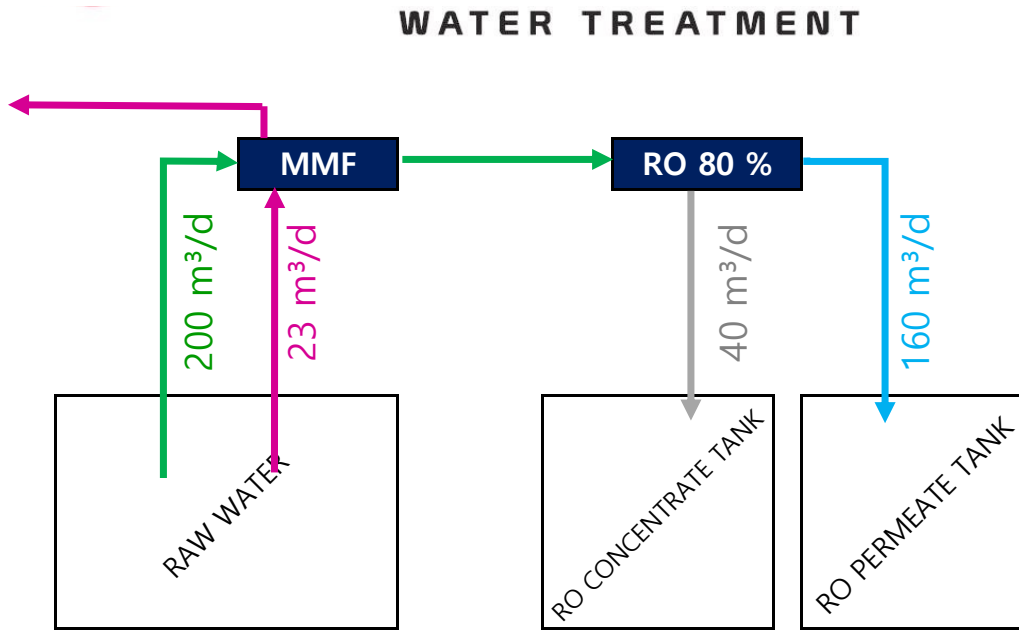 WATER TREATMENT
MMF
RO 80 %
200 m³/d
23 m³/d
40 m³/d
160 m³/d
RAW WATER
RO CONCENTRATE TANK
RO PERMEATE TANK